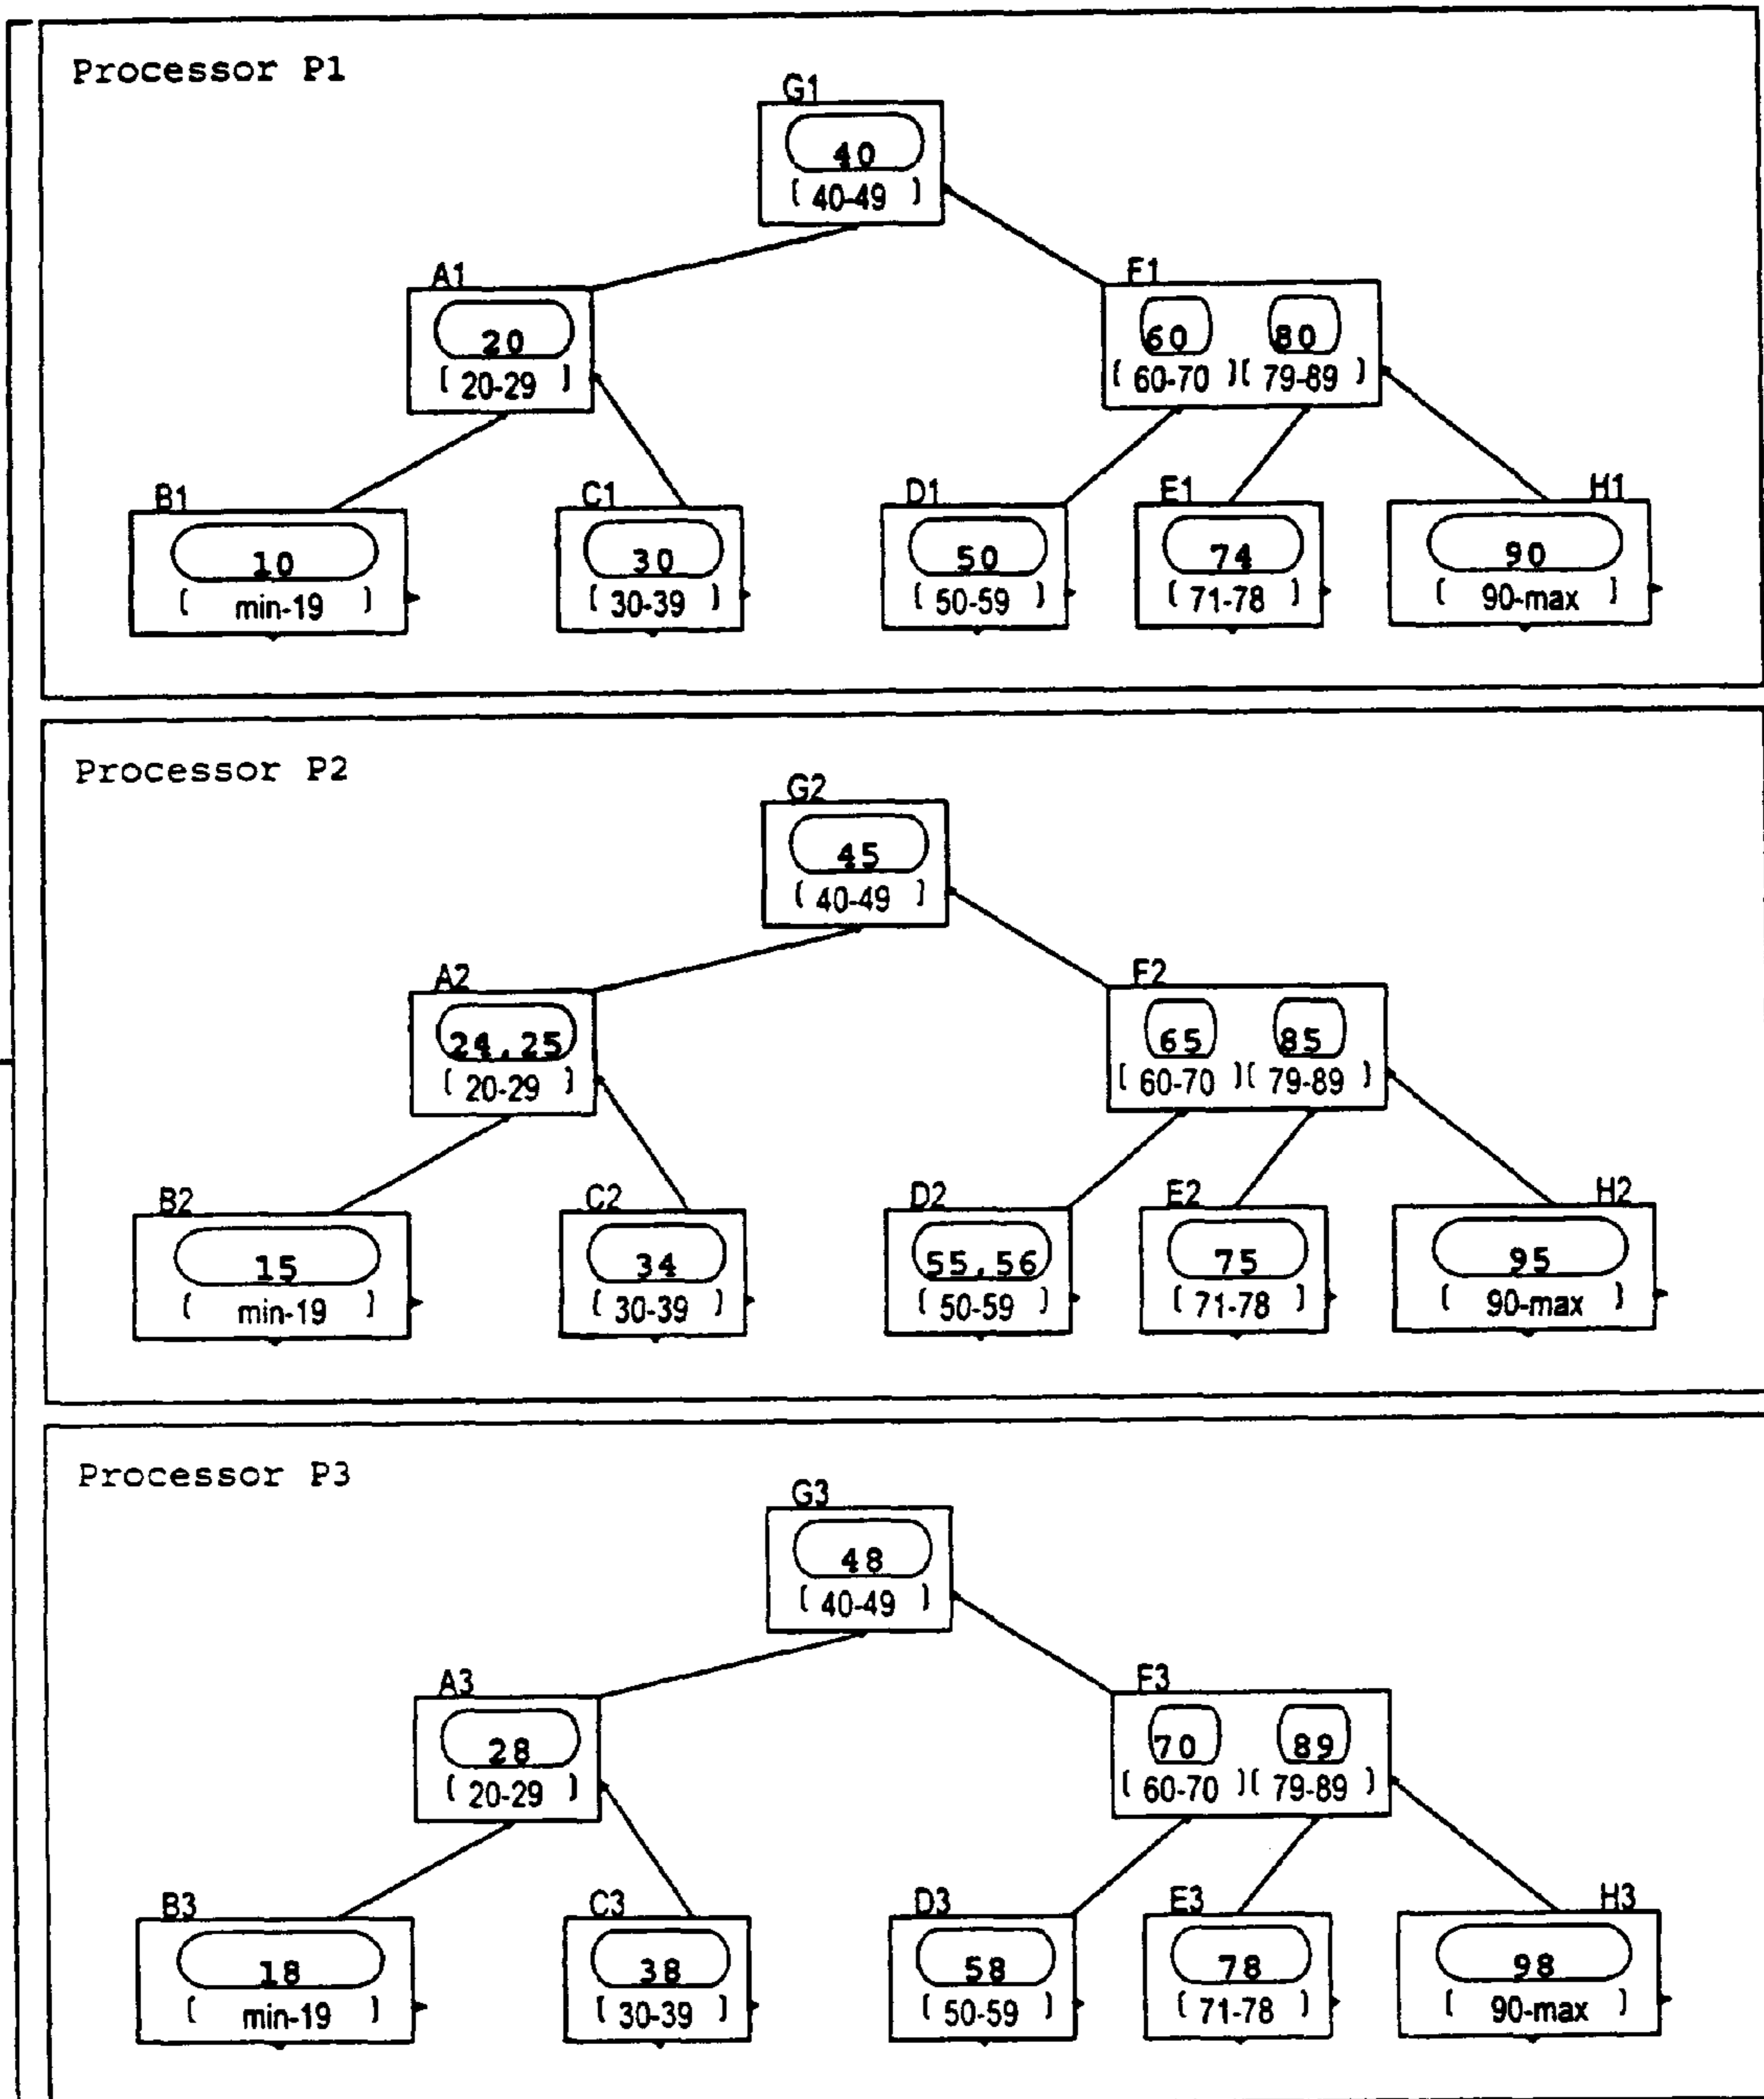 Processor P1
G1
40
[ 40-49 ]
A1
F1
20
60 80
[ 20-29 ]
[ 60-70 ][ 79-89 ]
B1
C1
D1
E1
H1
10
30
50
74
90
[ min-19 ]
[ 30-39 ]
[ 50-59 ]
[ 71-78 ]
[ 90-max ]
Processor P2
G2
45
[ 40-49 ]
A2
F2
24,25
65 85
[ 20-29 ]
[ 60-70 ][ 79-89 ]
B2
C2
D2
E2
H2
15
34
55,56
75
95
[ min-19 ]
[ 30-39 ]
[ 50-59 ]
[ 71-78 ]
[ 90-max ]
Processor P3
G3
48
[ 40-49 ]
A3
F3
28
70 89
[ 20-29 ]
[ 60-70 ][ 79-89 ]
B3
C3
D3
E3
H3
18
38
58
78
98
[ min-19 ]
[ 30-39 ]
[ 50-59 ]
[ 71-78 ]
[ 90-max ]